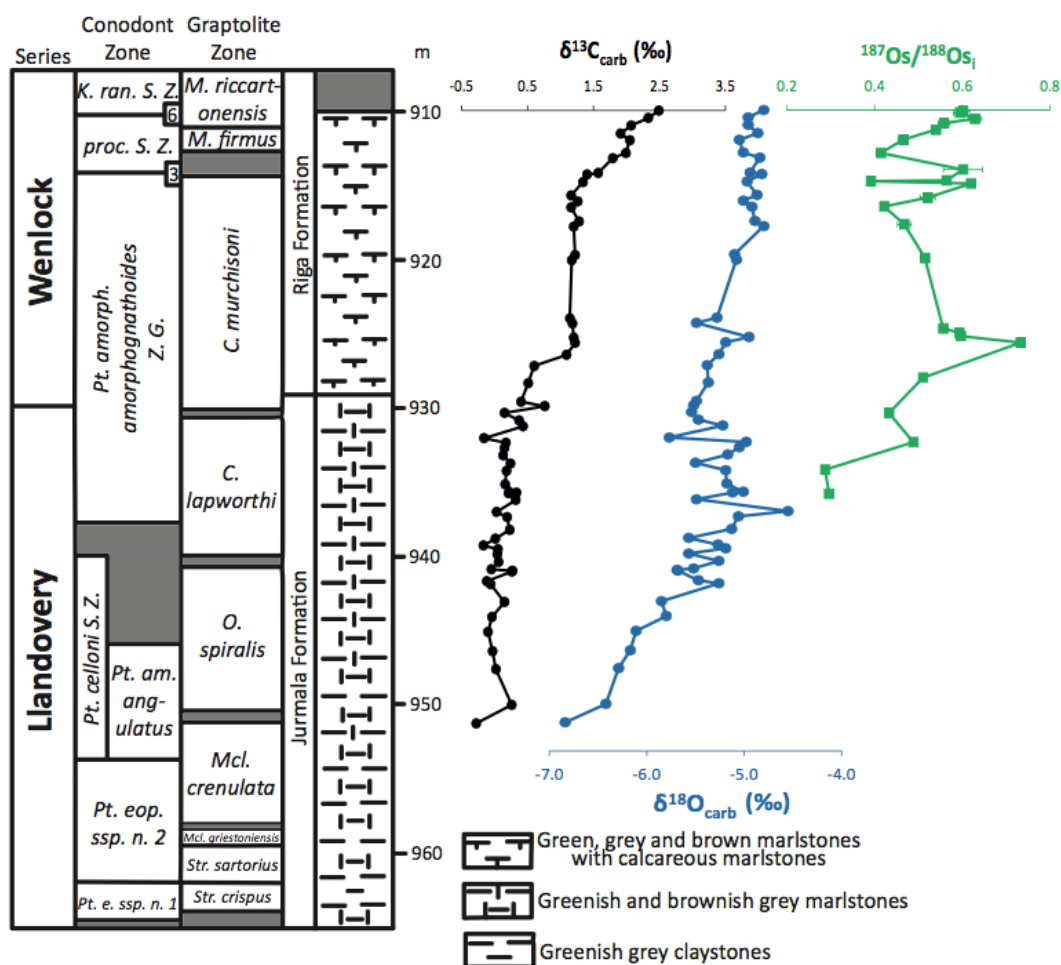 Conodont Graptolite
Series Zone Zone m
δ13Ccarb (‰)
187Os/188Osi
-0.5 0.5 1.5 2.5 3.5
0.2 0.4 0.6 0.8
K. ran. S. Z.
6
proc. S. Z.
3
Pt. amorph.
amorphognathoides
Z. G.
Pt. celloni S. Z.
Pt. am.
ang-
ulatus
Pt. eop.
ssp. n. 2
Pt. e. ssp. n. 1
M. riccart-
onensis
M. firmus
C. murchisoni
C.
lapworthi
O.
spiralis
Mcl.
crenulata
Mcl. griestoniensis
Str. sartorius
Str. crispus
Wenlock
Llandovery
Riga Formation
Jurmala Formation
910
920
930
940
950
960
-7.0 -6.0 -5.0 -4.0
δ18Ocarb (‰)
Green, grey and brown marlstones
with calcareous marlstones
Greenish and brownish grey marlstones
Greenish grey claystones